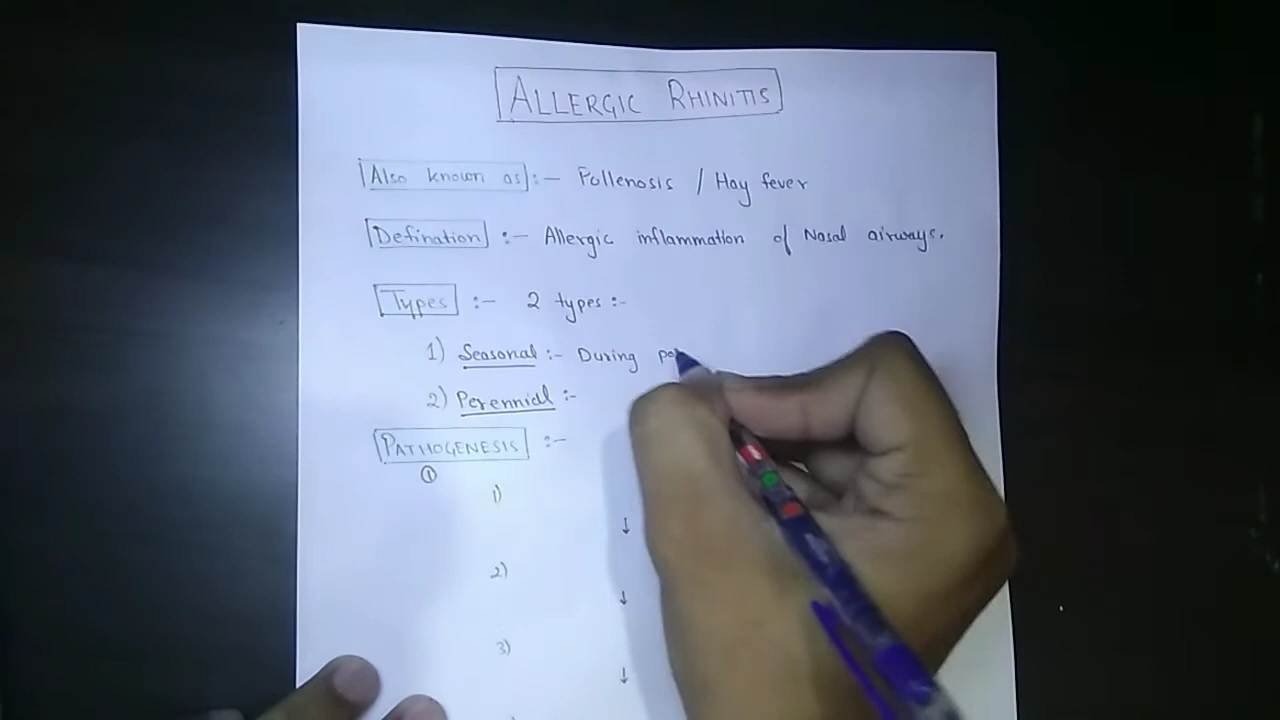 ALLERGIC RHINITIS
Also known as :- Pollenosis / Hay fever
Defination :- Allergic inflammation of Nasal airways.
Types :- 2 types :-
1) Seasonal :- During po
2) Perennial :-
PATHOGENESIS :-
①
1)
↓
2)
↓
3)
↓